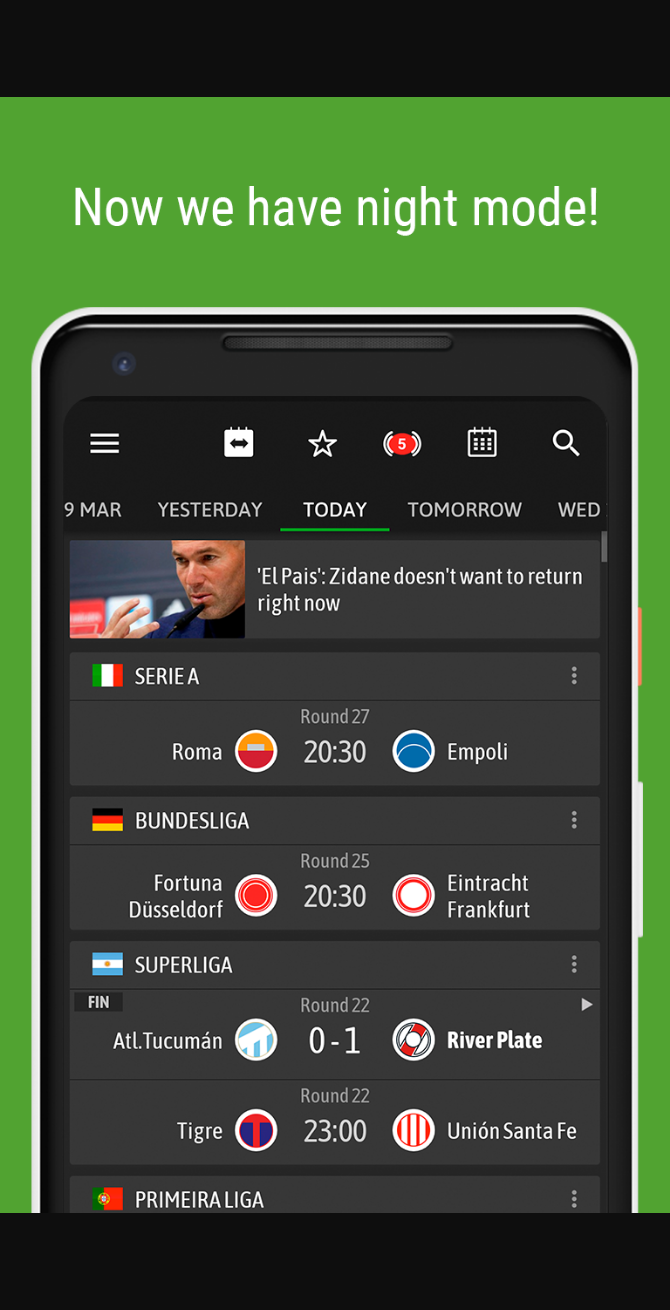 Now we have night mode!
5
9 MAR YESTERDAY TODAY TOMORROW WED
'El Pais': Zidane doesn't want to return
right now
SERIE A
Round 27
Roma 20:30 Empoli
BUNDESLIGA
Round 25
Fortuna
Düsseldorf
20:30
Eintracht
Frankfurt
SUPERLIGA
FIN
Round 22
Atl.Tucumán 0 - 1 River Plate
Round 22
Tigre 23:00 Unión Santa Fe
PRIMEIRA LIGA